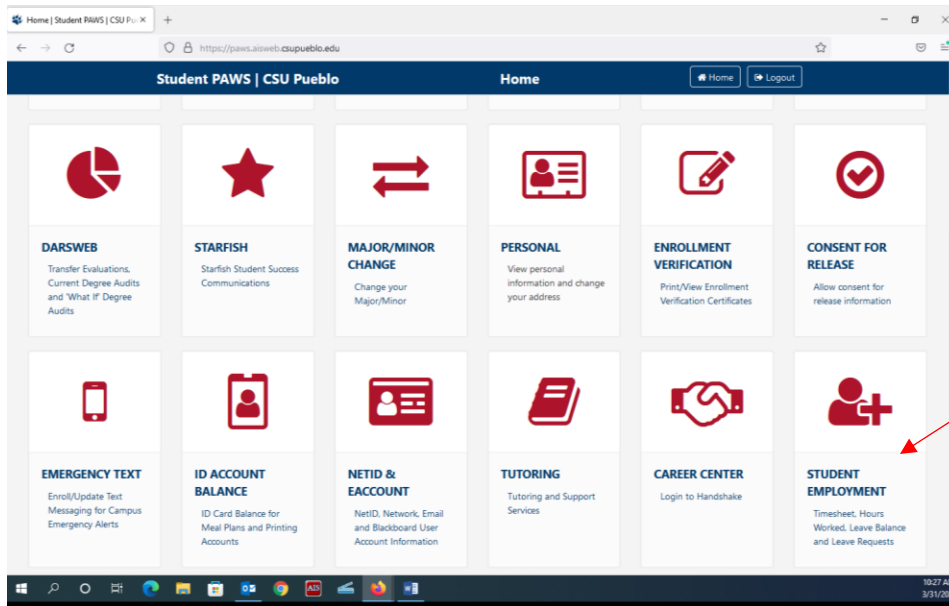 Home | Student PAWS | CSU Pu
https://paws.aisweb.csupueblo.edu
Student PAWS | CSU Pueblo
Home
Home
Logout
DARSWEB
Transfer Evaluations,
Current Degree Audits
and 'What If' Degree
Audits
STARFISH
Starfish Student Success
Communications
MAJOR/MINOR
CHANGE
Change your
Major/Minor
PERSONAL
View personal
information and change
your address
ENROLLMENT
VERIFICATION
Print/View Enrollment
Verification Certificates
CONSENT FOR
RELEASE
Allow consent for
release information
EMERGENCY TEXT
Enroll/Update Text
Messaging for Campus
Emergency Alerts
ID ACCOUNT
BALANCE
ID Card Balance for
Meal Plans and Printing
Accounts
NETID &
EACCOUNT
NetID, Network, Email
and Blackboard User
Account Information
TUTORING
Tutoring and Support
Services
CAREER CENTER
Login to Handshake
STUDENT
EMPLOYMENT
Timesheet, Hours
Worked, Leave Balance
and Leave Requests
AIS
10:27 A
3/31/20